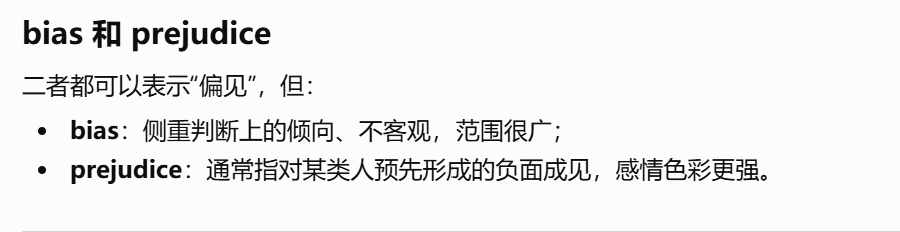 bias 和 prejudice
二者都可以表示“偏见”，但：
• bias：侧重判断上的倾向、不客观，范围很广；
• prejudice：通常指对某类人预先形成的负面成见，感情色彩更强。